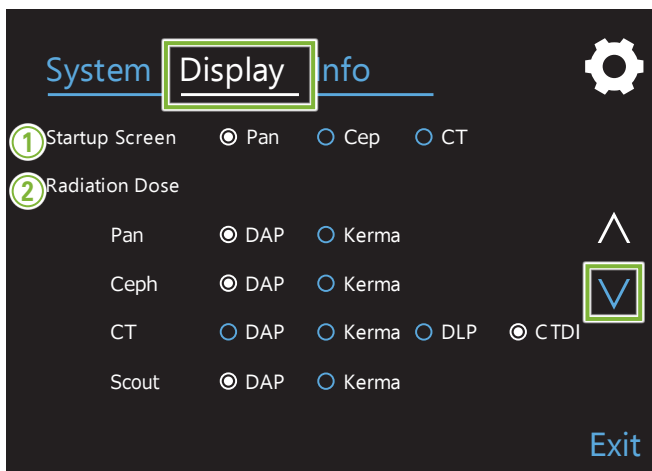 System Display Info
1 Startup Screen Pan Cep CT
2 Radiation Dose
Pan DAP Kerma
Ceph DAP Kerma
CT DAP Kerma DLP CTDI
Scout DAP Kerma
Exit